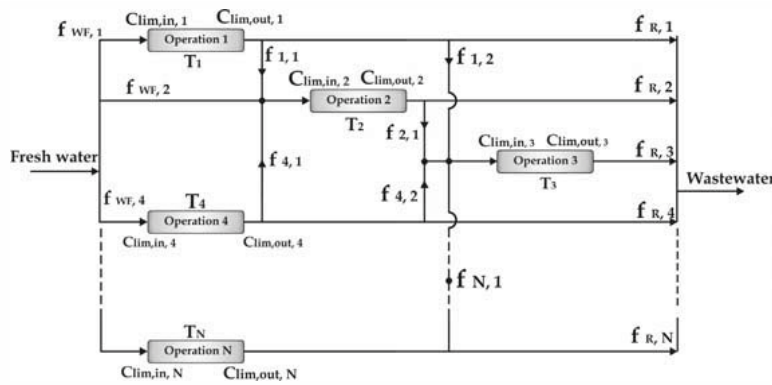 Clim,in, 1 Clim,out, 1
f WF, 1 Operation 1 f R, 1
T1 f 1, 1 f 1, 2
Clim,in, 2 Clim,out, 2
f WF, 2 Operation 2 f R, 2
T2 f 2, 1
Clim,in, 3 Clim,out, 3
Fresh water f 4, 1 Operation 3 f R, 3
T3 Wastewater
f WF, 4 T4 f 4, 2 f R, 4
Operation 4
Clim,in, 4 Clim,out, 4
f N, 1
TN
Operation N f R, N
Clim,in, N Clim,out, N